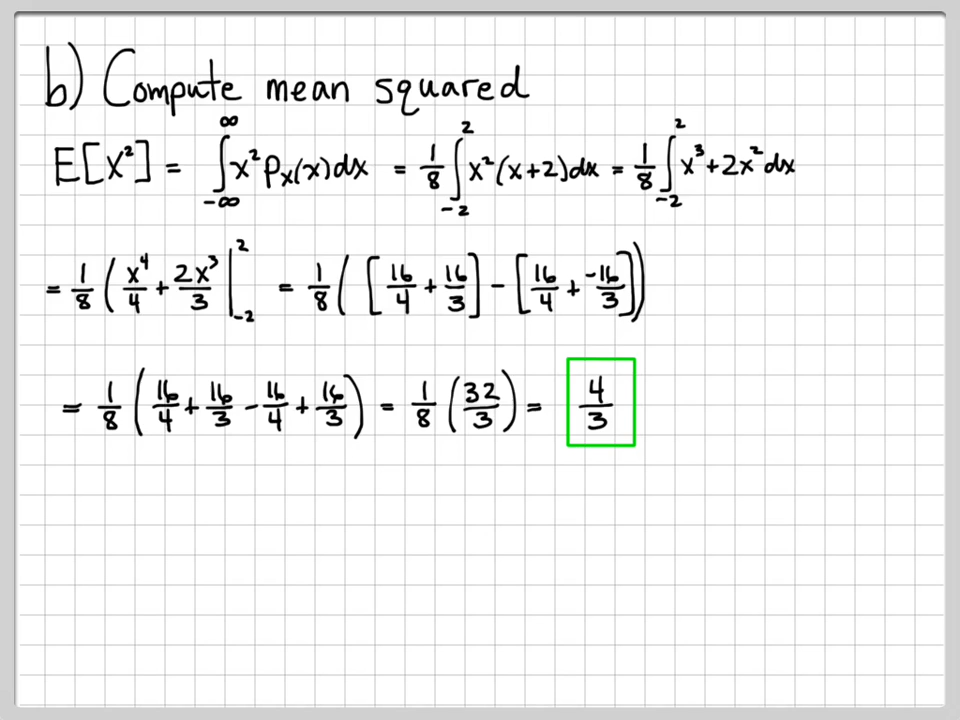 b) Compute mean squared
E[X²] = ∫_{-∞}^{∞} x² pₓ(x) dx = 1/8 ∫_{-2}^{2} x² (x+2) dx = 1/8 ∫_{-2}^{2} x³ + 2x² dx
= 1/8 ( x⁴/4 + 2x³/3 |_{-2}^{2} = 1/8 ( [16/4 + 16/3] - [16/4 + -16/3] )
= 1/8 ( 16/4 + 16/3 - 16/4 + 16/3 ) = 1/8 ( 32/3 ) = 4/3